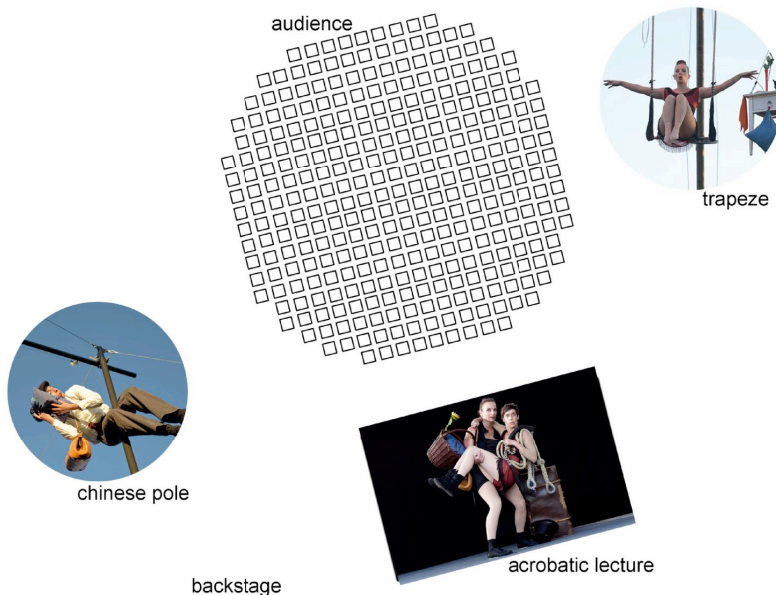 audience
trapeze
chinese pole
acrobatic lecture
backstage